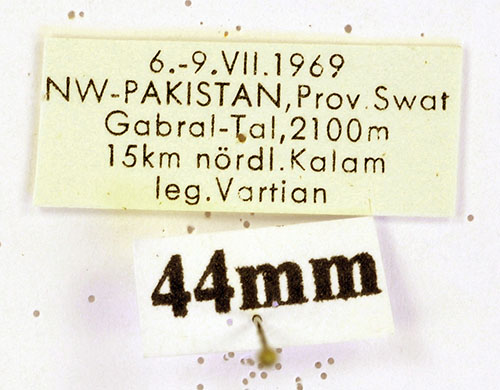 6.-9.VII.1969
NW-PAKISTAN,Prov.Swat
Gabral-Tal,2100m
15km nördl.Kalam
leg.Vartian
44mm